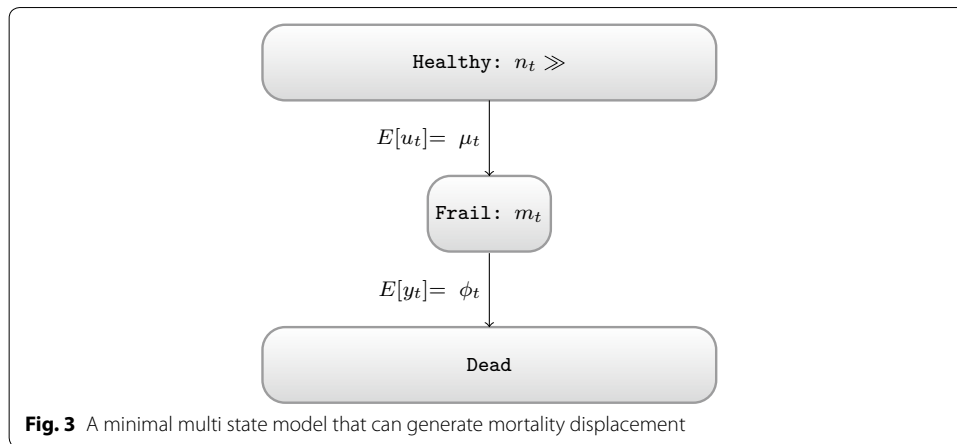 Healthy: n_t ≫
E[u_t]= μ_t
Frail: m_t
E[y_t]= ϕ_t
Dead
Fig. 3 A minimal multi state model that can generate mortality displacement